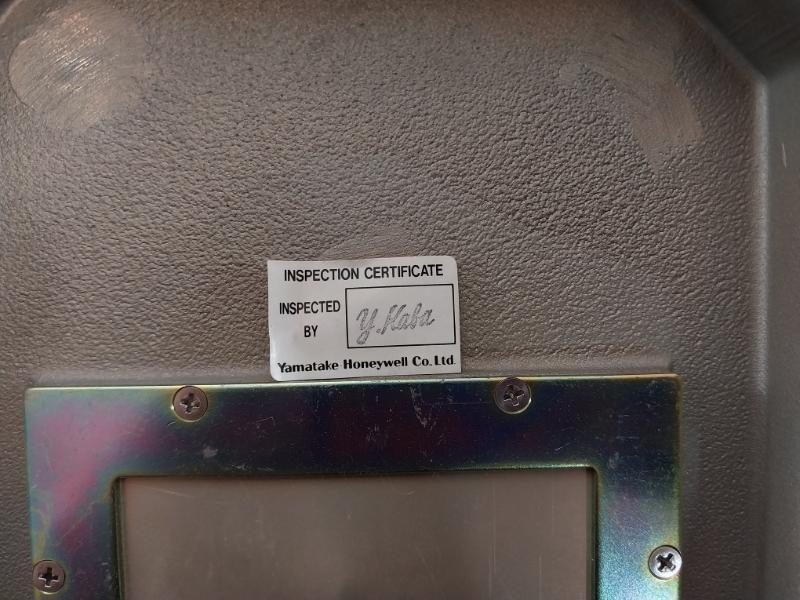 INSPECTION CERTIFICATE
INSPECTED
BY
Y. Kaba
Yamatake-Honeywell Co. Ltd.